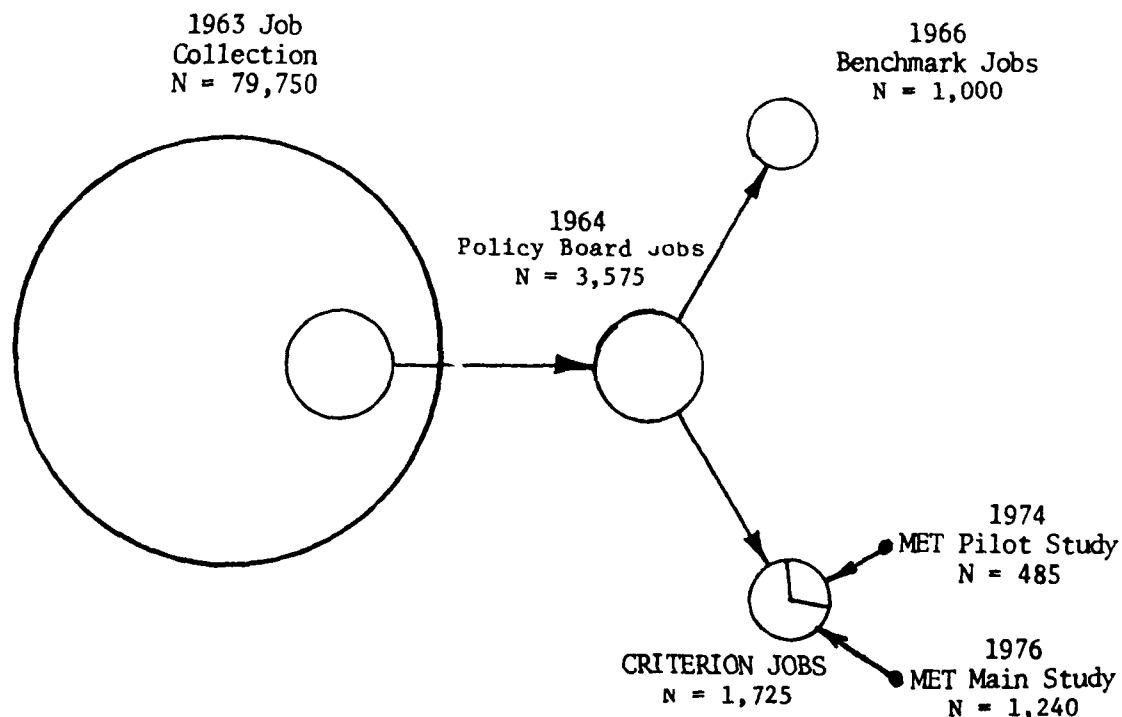 1963 Job
Collection
N = 79,750
1966
Benchmark Jobs
N = 1,000
1964
Policy Board Jobs
N = 3,575
1974
MET Pilot Study
N = 485
CRITERION JOBS
N = 1,725
1976
MET Main Study
N = 1,240